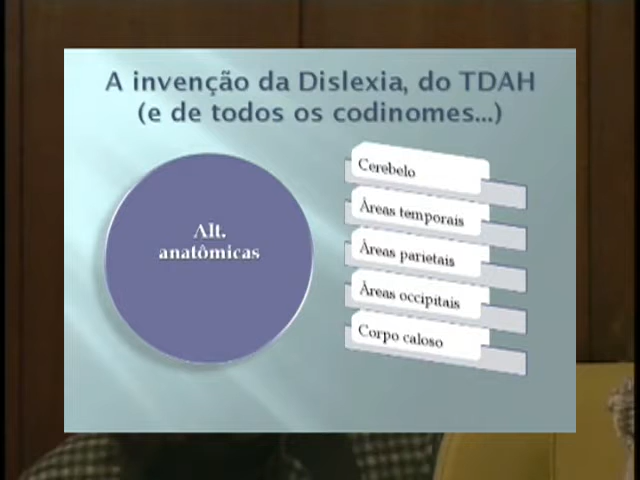 A invenção da Dislexia, do TDAH
(e de todos os codinomes...)
Alt.
anatômicas
Cerebelo
Áreas temporais
Áreas parietais
Áreas occipitais
Corpo caloso